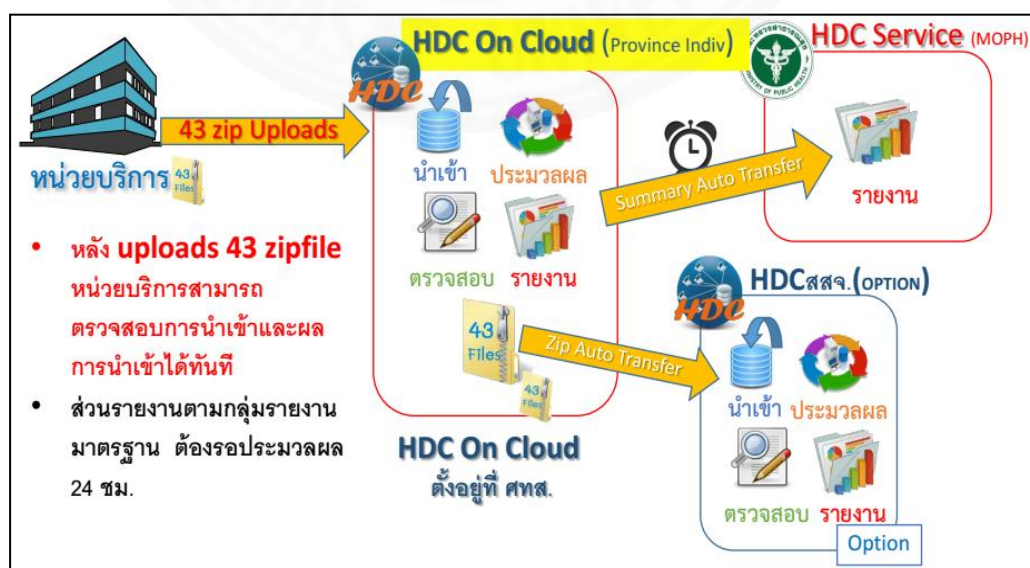 HDC On Cloud (Province Indiv)
HDC Service (MOPH)
HDC
43 zip Uploads
หน่วยบริการ
43
Files
นำเข้า ประมวลผล
ตรวจสอบ รายงาน
Summary Auto Transfer
รายงาน
• หลัง uploads 43 zipfile
หน่วยบริการสามารถ
ตรวจสอบการนำเข้าและผล
การนำเข้าได้ทันที
• ส่วนรายงานตามกลุ่มรายงาน
มาตรฐาน ต้องรอประมวลผล
24 ชม.
43
Files
43
Files
Zip Auto Transfer
HDC On Cloud
ตั้งอยู่ที่ ศทส.
HDCสสจ.(OPTION)
HDC
นำเข้า ประมวลผล
ตรวจสอบ รายงาน
Option